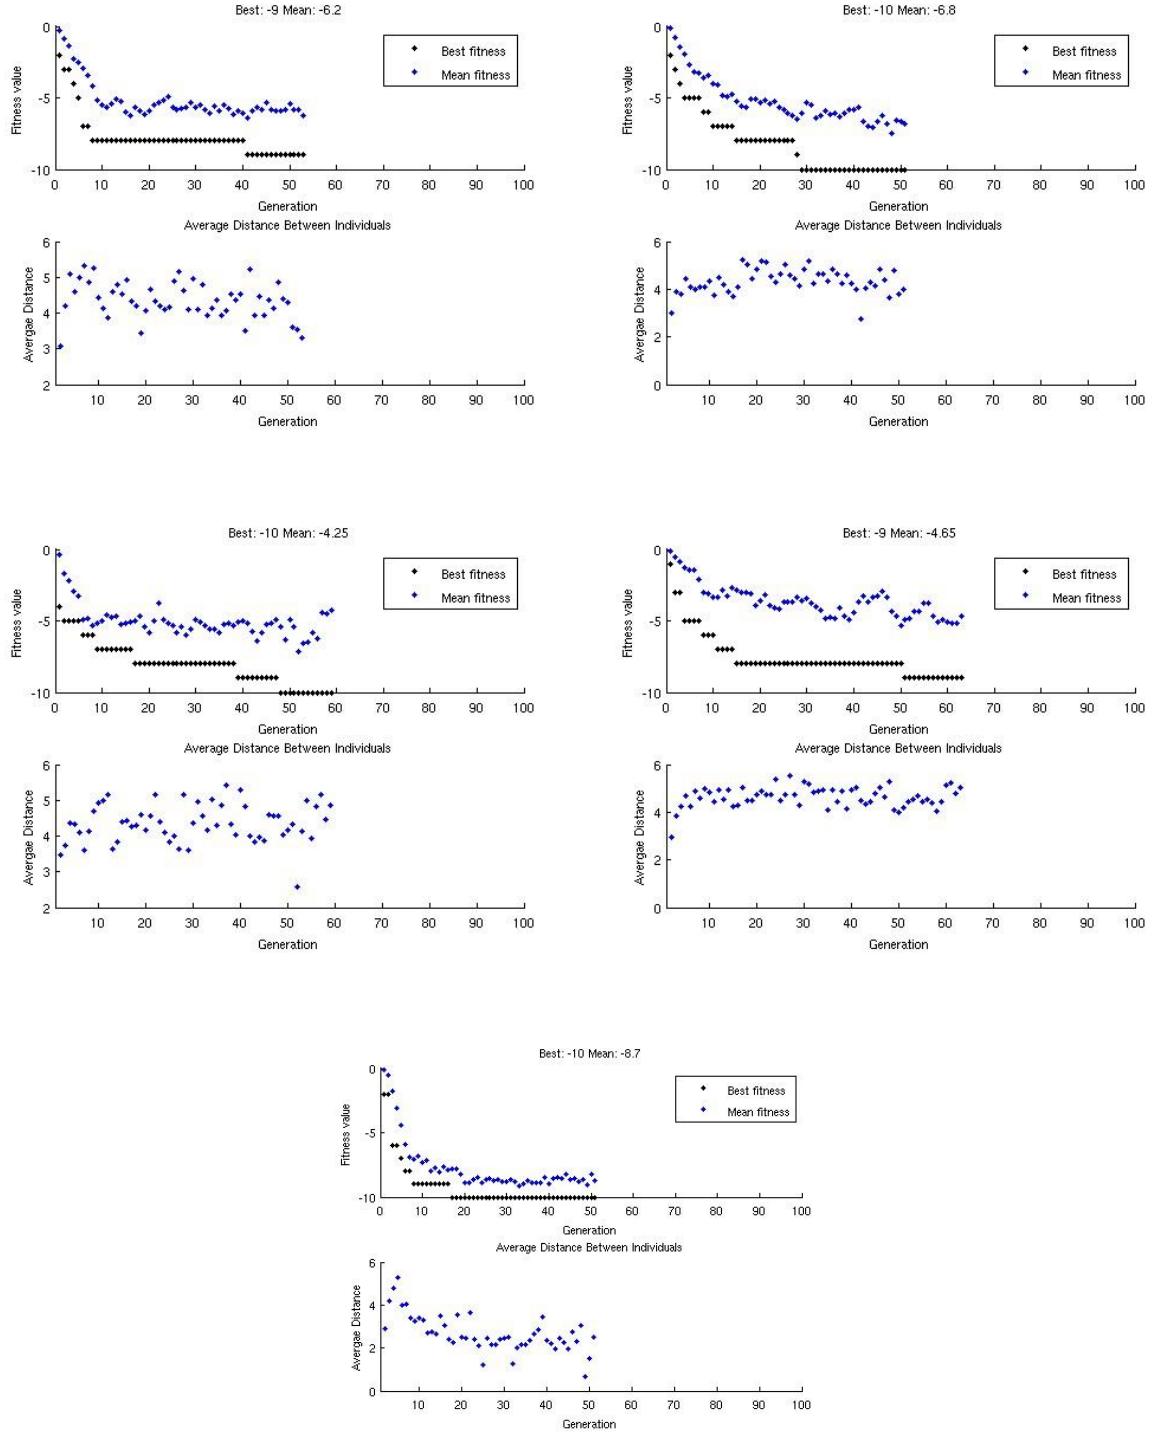 Best: -9 Mean: -6.2
Best fitness
Mean fitness
Fitness value
0
-5
-10
0 10 20 30 40 50 60 70 80 90 100
Generation
Average Distance Between Individuals
Avergae Distance
6
5
4
3
2
10 20 30 40 50 60 70 80 90 100
Generation
Best: -10 Mean: -6.8
Best fitness
Mean fitness
Fitness value
0
-5
-10
0 10 20 30 40 50 60 70 80 90 100
Generation
Average Distance Between Individuals
Avergae Distance
6
4
2
0
10 20 30 40 50 60 70 80 90 100
Generation
Best: -10 Mean: -4.25
Best fitness
Mean fitness
Fitness value
0
-5
-10
0 10 20 30 40 50 60 70 80 90 100
Generation
Average Distance Between Individuals
Avergae Distance
6
5
4
3
2
10 20 30 40 50 60 70 80 90 100
Generation
Best: -9 Mean: -4.65
Best fitness
Mean fitness
Fitness value
0
-5
-10
0 10 20 30 40 50 60 70 80 90 100
Generation
Average Distance Between Individuals
Avergae Distance
6
4
2
0
10 20 30 40 50 60 70 80 90 100
Generation
Best: -10 Mean: -8.7
Best fitness
Mean fitness
Fitness value
0
-5
-10
0 10 20 30 40 50 60 70 80 90 100
Generation
Average Distance Between Individuals
Avergae Distance
6
4
2
0
10 20 30 40 50 60 70 80 90 100
Generation